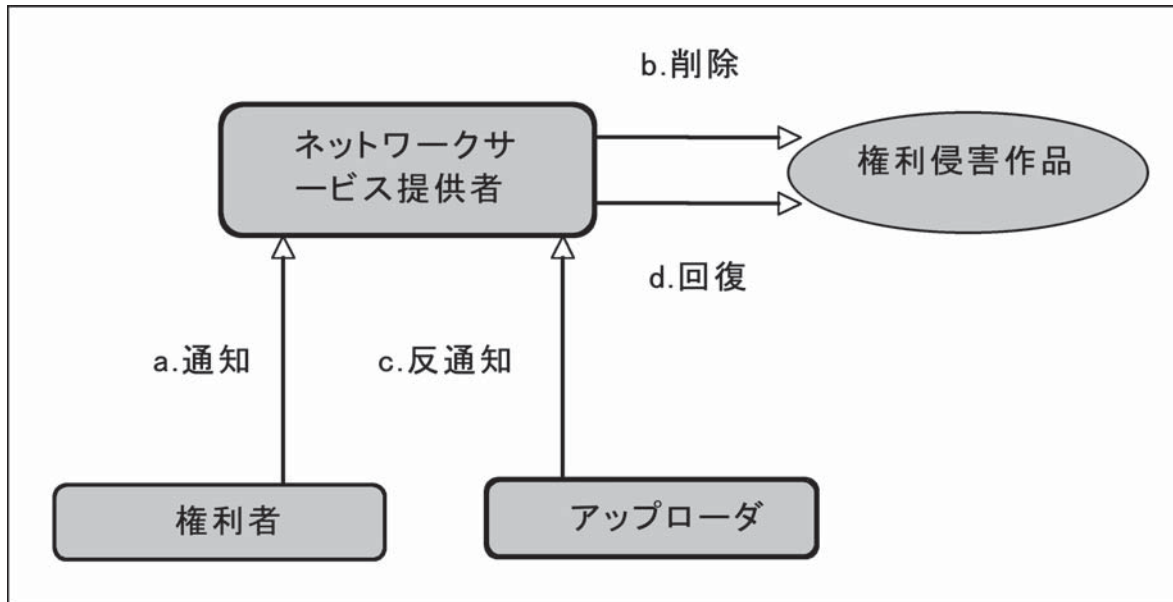 b.削除
ネットワークサ
ービス提供者
権利侵害作品
d.回復
a.通知
c.反通知
権利者
アップローダ